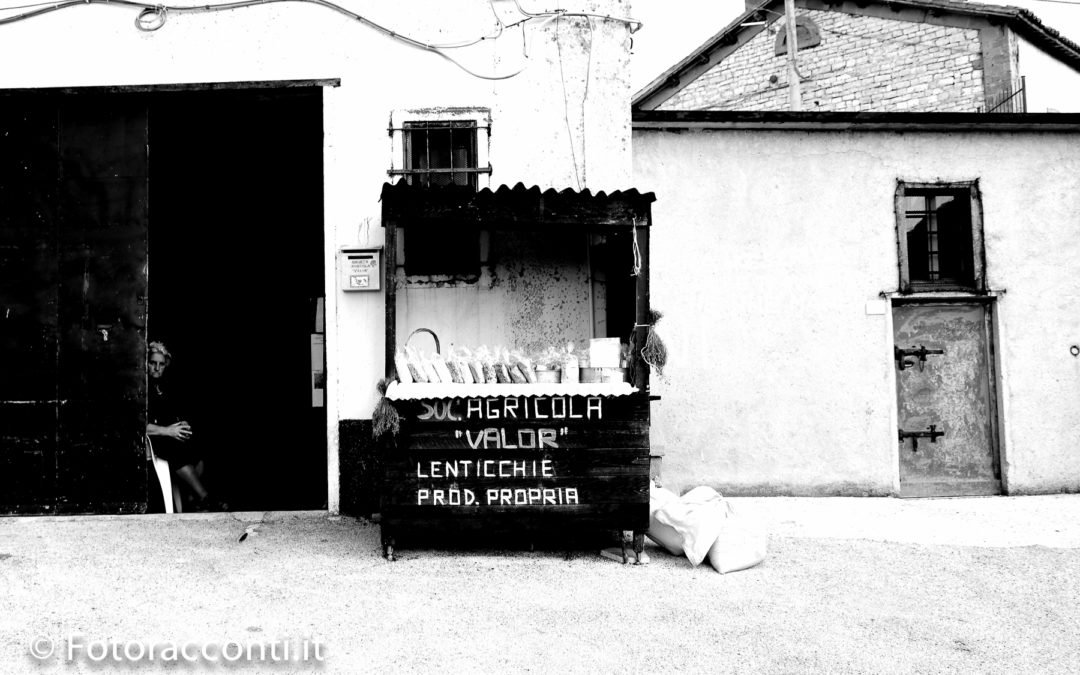 SOC. AGRICOLA
"VALOR"
LENTICCHIE
PROD. PROPRIA
© Fotoracconti.it